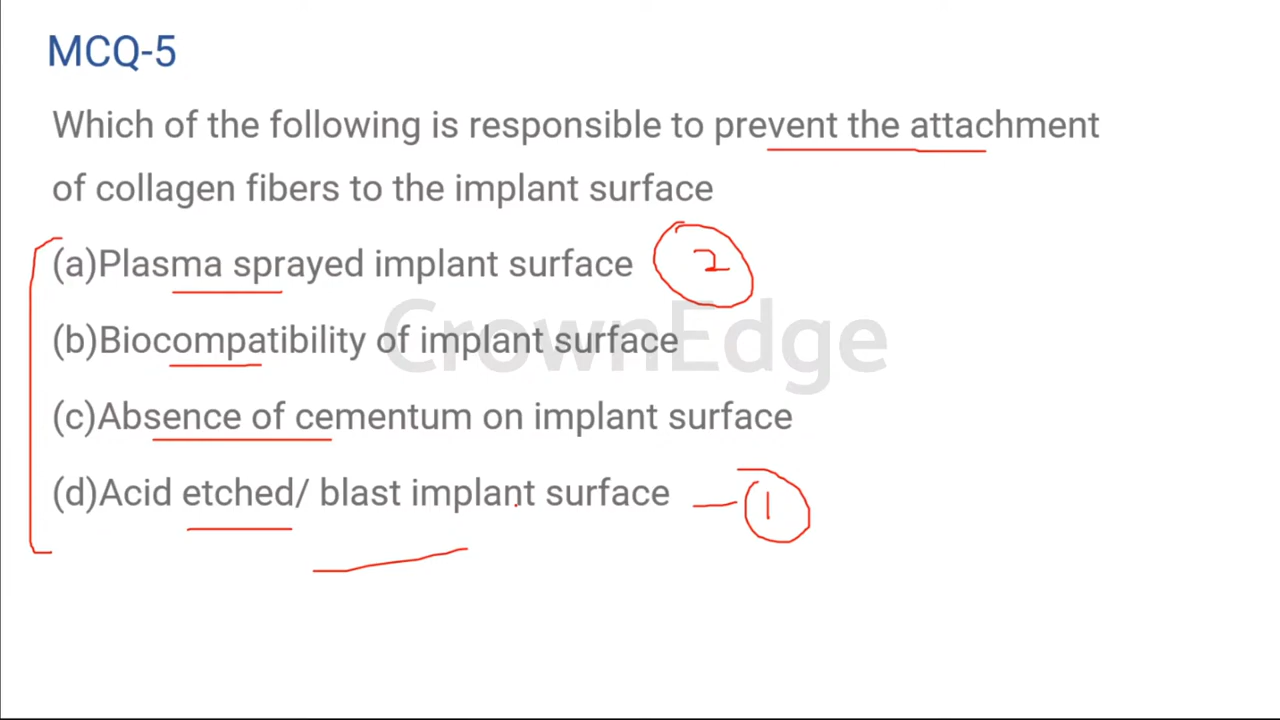 MCQ-5
Which of the following is responsible to prevent the attachment
of collagen fibers to the implant surface
(a)Plasma sprayed implant surface 2
(b)Biocompatibility of implant surface
CrownEdge
(c)Absence of cementum on implant surface
(d)Acid etched/ blast implant surface 1